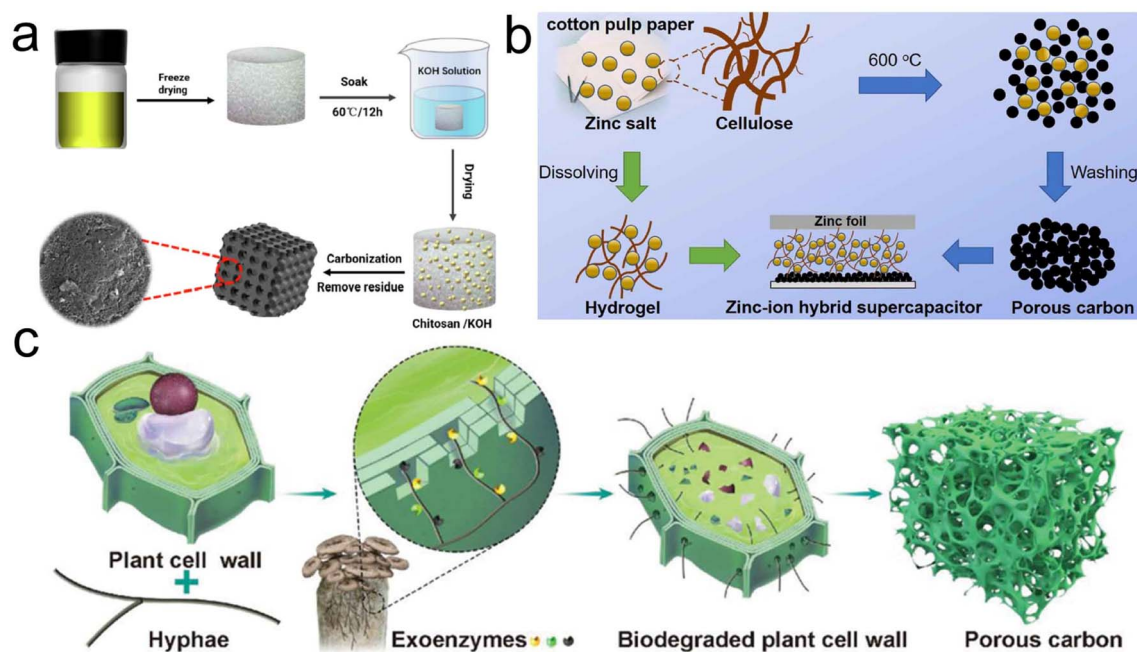 a
Freeze
drying
Soak
60℃/12h
KOH Solution
Drying
Carbonization
Remove residue
Chitosan /KOH
b
cotton pulp paper
Zinc salt
Cellulose
600 °C
Dissolving
Washing
Zinc foil
Hydrogel
Zinc-ion hybrid supercapacitor
Porous carbon
c
Plant cell wall
+
Hyphae
Exoenzymes
Biodegraded plant cell wall
Porous carbon